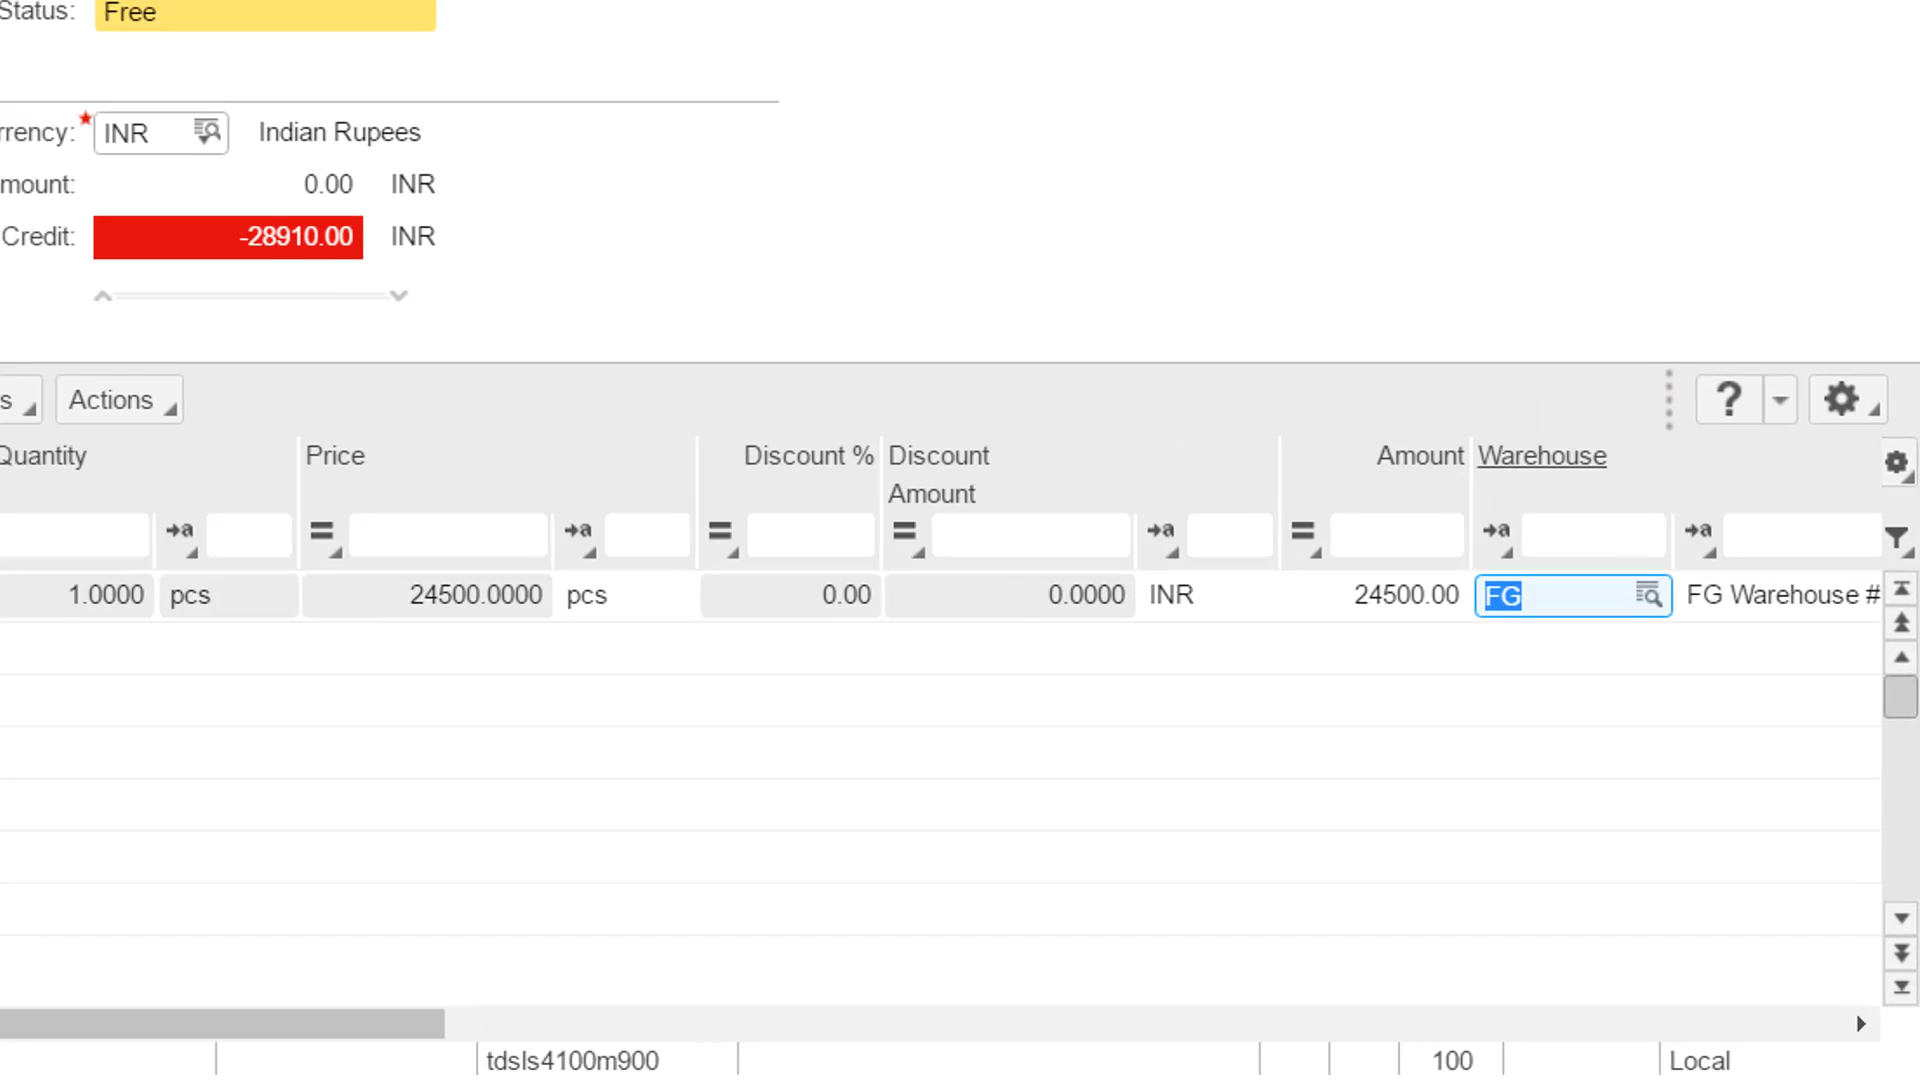 Status: Free
rrency: INR Indian Rupees
mount: 0.00 INR
Credit: -28910.00 INR
s Actions ?
Quantity Price Discount % Discount Amount Amount Warehouse
1.0000 pcs 24500.0000 pcs 0.00 0.0000 INR 24500.00 FG FG Warehouse #
tdsls4100m900 100 Local